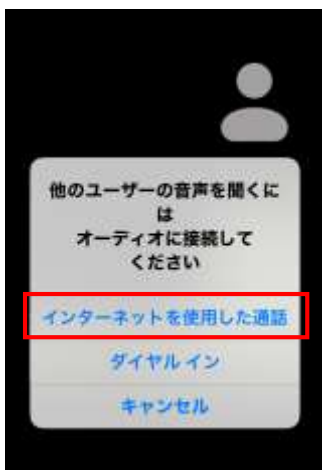 他のユーザーの音声を聞くに
は
オーディオに接続して
ください
インターネットを使用した通話
ダイヤル イン
キャンセル